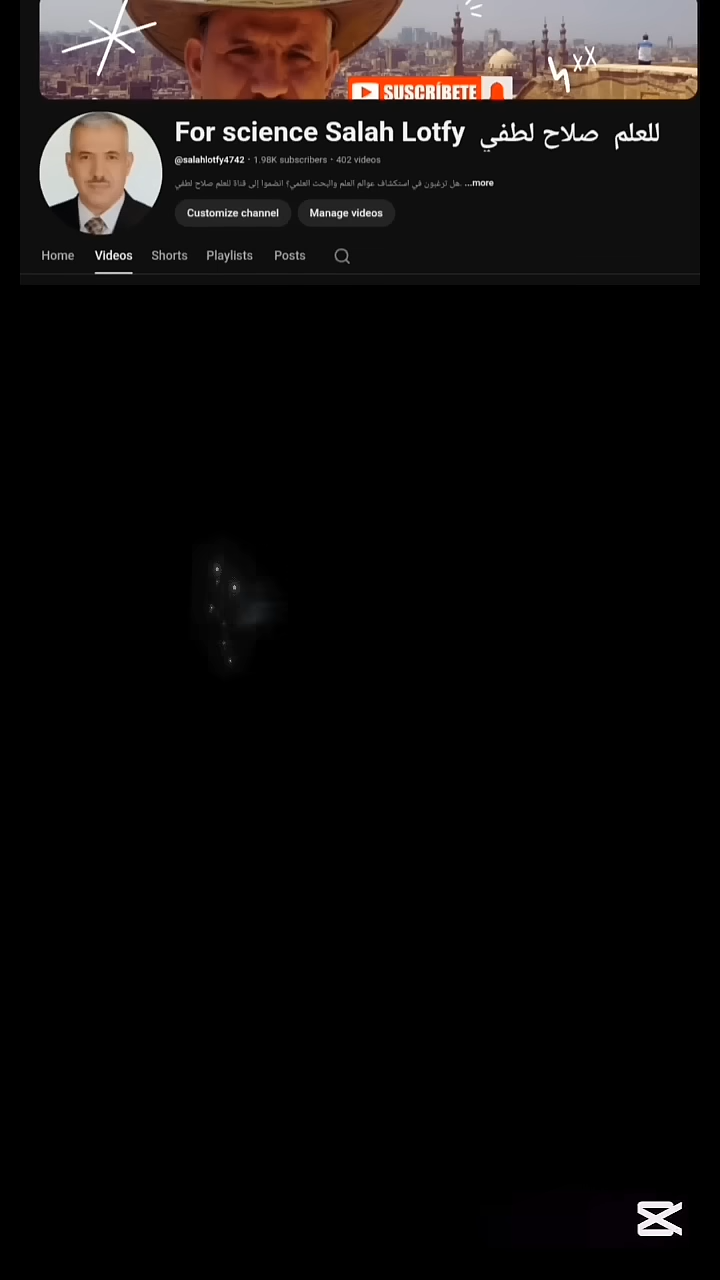 SUSCRÍBETE
For science Salah Lotfy للعلم صلاح لطفي
@salahlotfy4742 · 1.98K subscribers · 402 videos
هل ترغبون في استكشاف عوالم العلم والبحث العلمي؟ انضموا إلى قناة للعلم صلاح لطفي. ...more
Customize channel Manage videos
Home Videos Shorts Playlists Posts